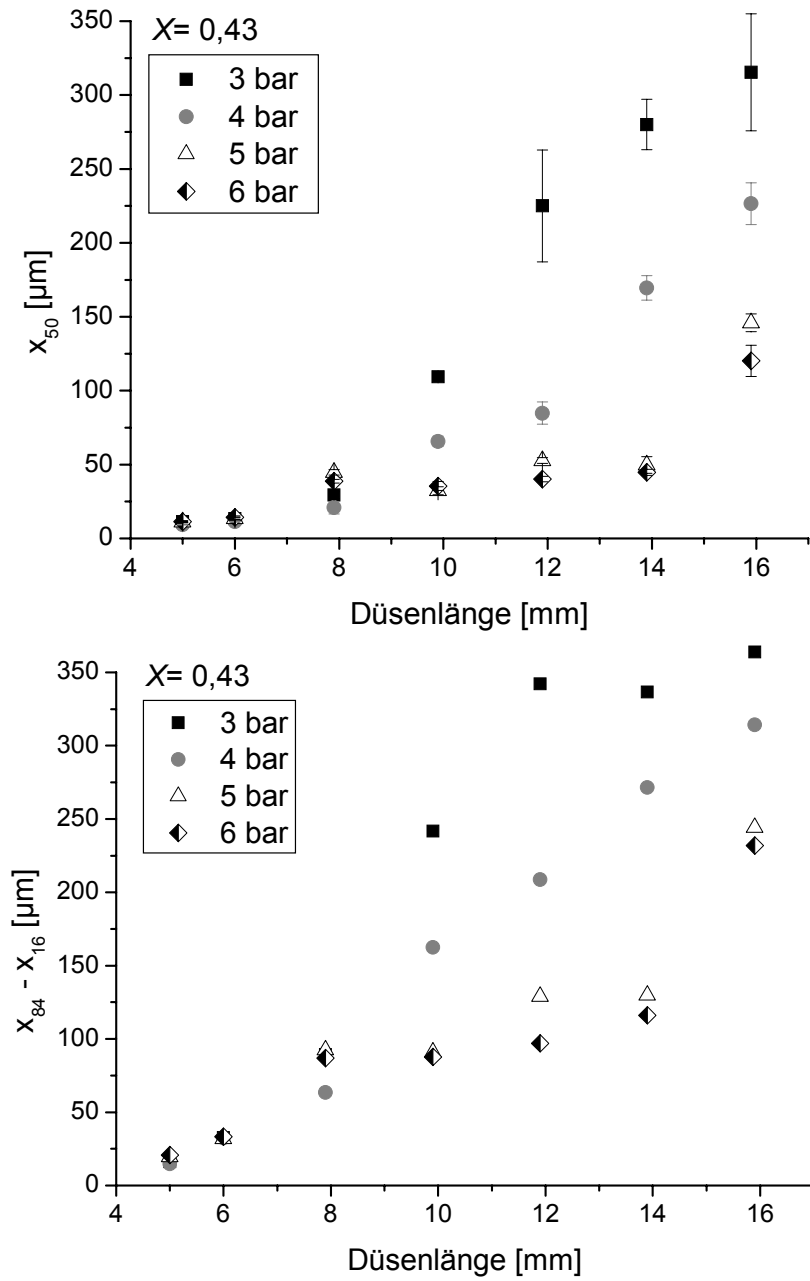 X= 0,43
3 bar
4 bar
5 bar
6 bar
350
300
250
200
150
100
50
0
x50 [µm]
4 6 8 10 12 14 16
Düsenlänge [mm]
X= 0,43
3 bar
4 bar
5 bar
6 bar
350
300
250
200
150
100
50
0
x84 - x16 [µm]
4 6 8 10 12 14 16
Düsenlänge [mm]